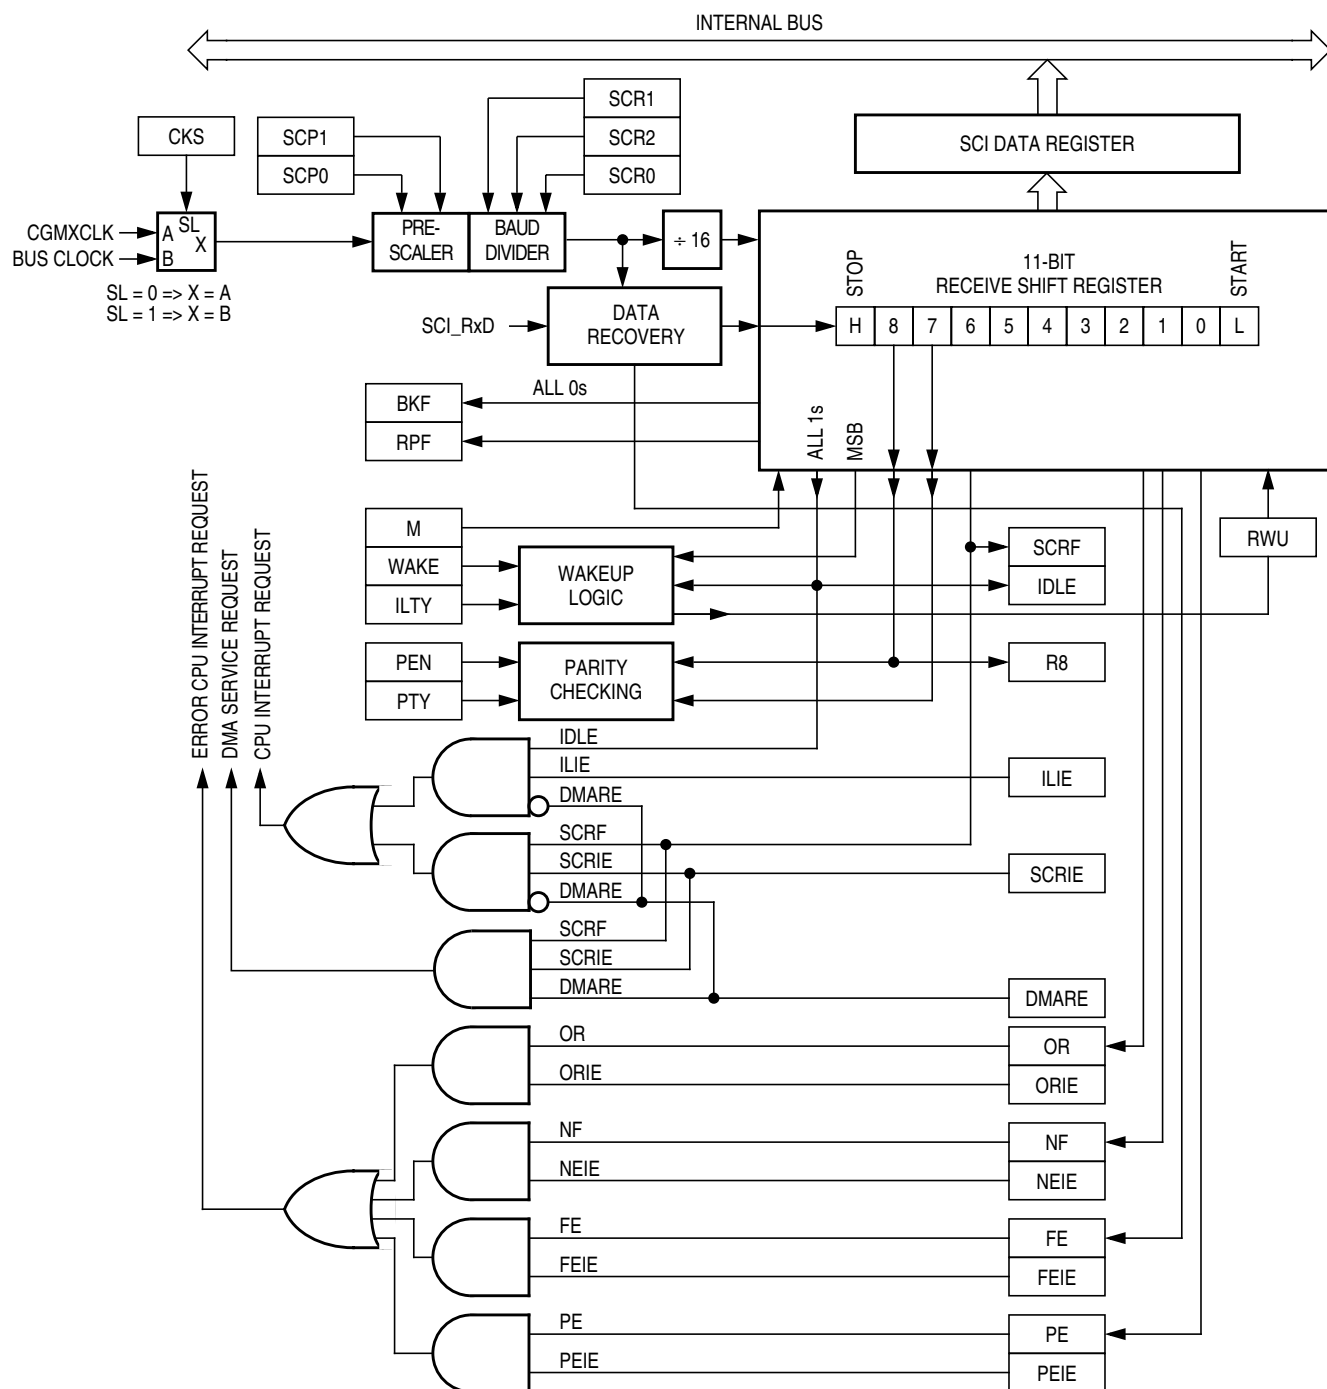 INTERNAL BUS
SCR1
CKS
SCP1
SCR2
SCI DATA REGISTER
SCP0
SCR0
CGMXCLK
BUS CLOCK
A
B
SL
X
SL = 0 => X = A
SL = 1 => X = B
PRE-
SCALER
BAUD
DIVIDER
÷ 16
STOP
11-BIT
RECEIVE SHIFT REGISTER
START
SCI_RxD
DATA
RECOVERY
H 8 7 6 5 4 3 2 1 0 L
BKF
ALL 0s
RPF
ALL 1s
MSB
ERROR CPU INTERRUPT REQUEST
DMA SERVICE REQUEST
CPU INTERRUPT REQUEST
M
WAKE
ILTY
WAKEUP
LOGIC
SCRF
IDLE
RWU
PEN
PTY
PARITY
CHECKING
R8
IDLE
ILIE
ILIE
DMARE
SCRF
SCRIE
SCRIE
DMARE
SCRF
SCRIE
DMARE
DMARE
OR
OR
ORIE
ORIE
NF
NF
NEIE
NEIE
FE
FE
FEIE
FEIE
PE
PE
PEIE
PEIE